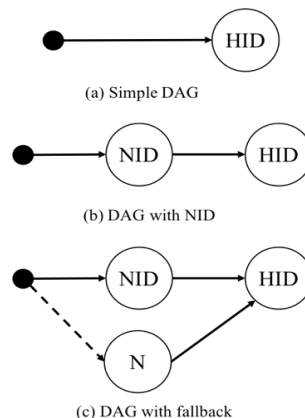 HID
(a) Simple DAG
NID HID
(b) DAG with NID
NID HID
N
(c) DAG with fallback